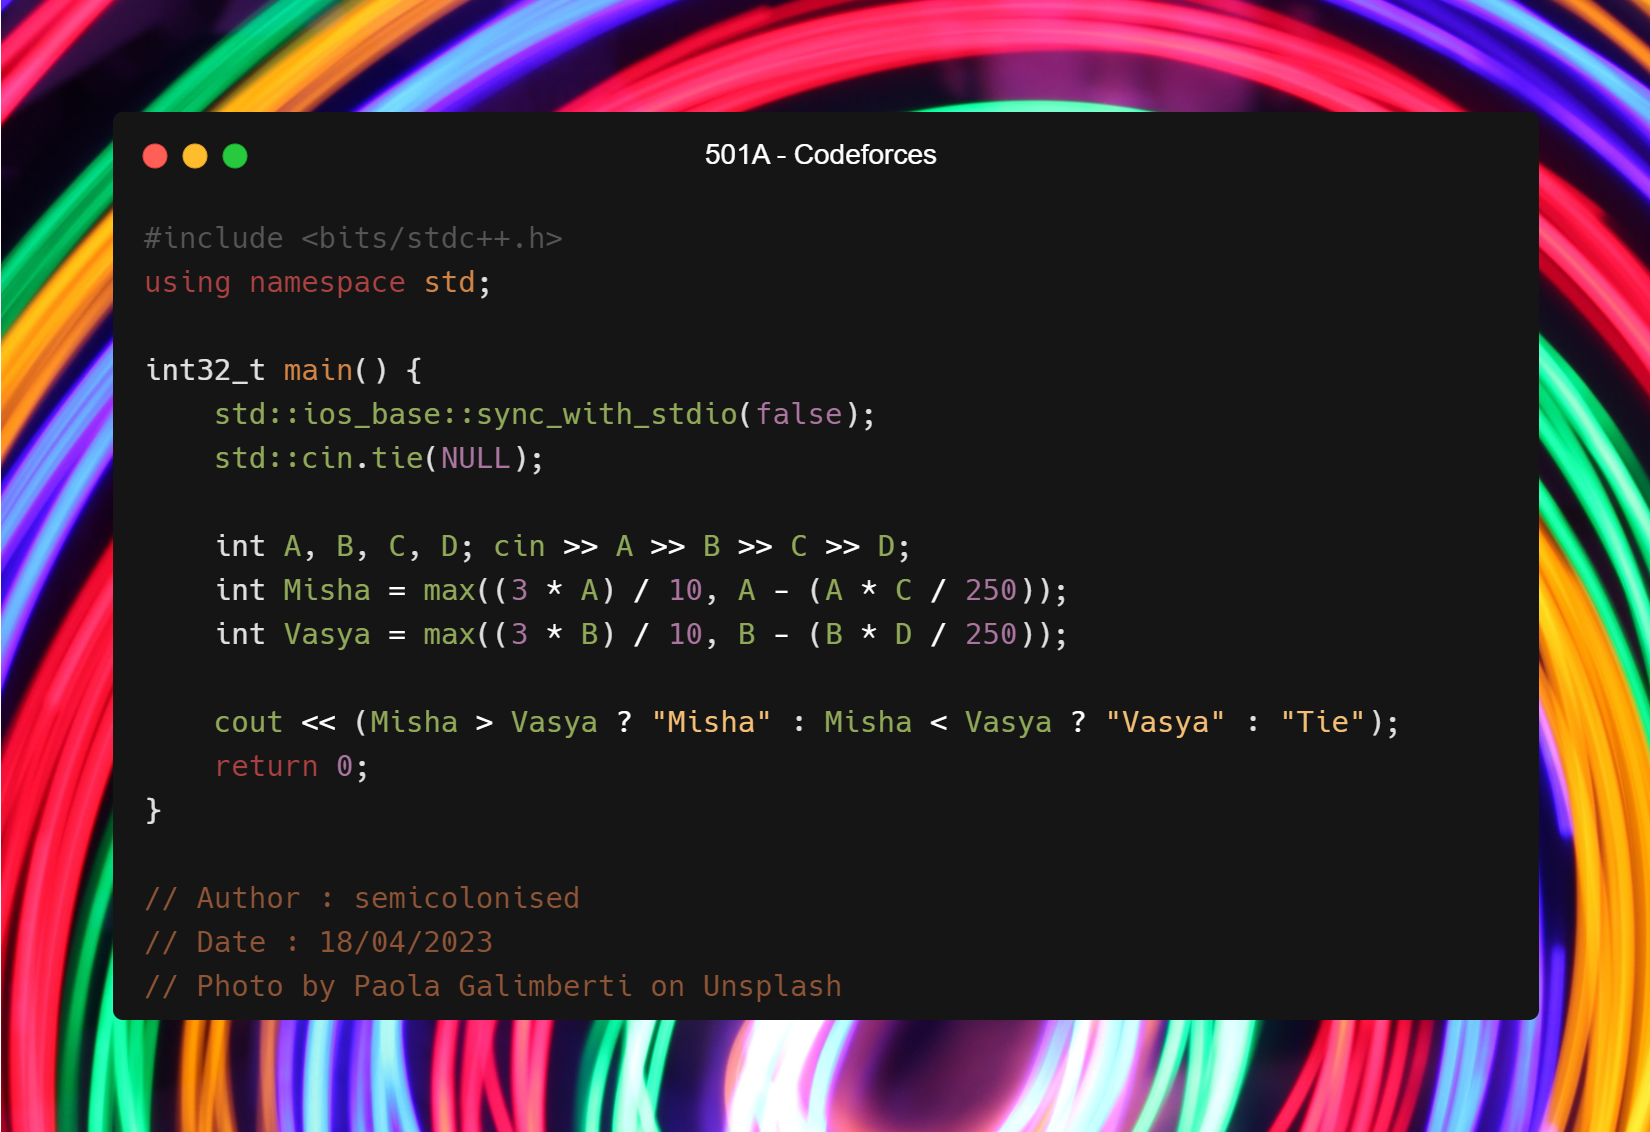 501A - Codeforces
#include <bits/stdc++.h>
using namespace std;
int32_t main() {
    std::ios_base::sync_with_stdio(false);
    std::cin.tie(NULL);
    int A, B, C, D; cin >> A >> B >> C >> D;
    int Misha = max((3 * A) / 10, A - (A * C / 250));
    int Vasya = max((3 * B) / 10, B - (B * D / 250));
    cout << (Misha > Vasya ? "Misha" : Misha < Vasya ? "Vasya" : "Tie");
    return 0;
}
// Author : semicolonised
// Date : 18/04/2023
// Photo by Paola Galimberti on Unsplash